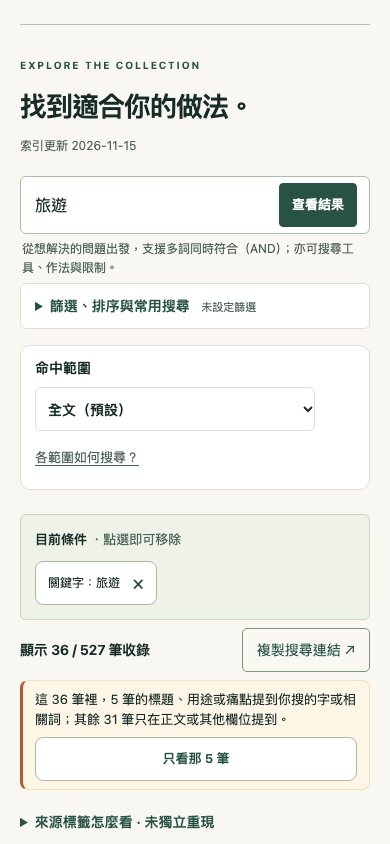 EXPLORE THE COLLECTION
找到適合你的做法。
索引更新 2026-11-15
旅遊
查看結果
從想解決的問題出發，支援多詞同時符合（AND）；亦可搜尋工
具、作法與限制。
▶ 篩選、排序與常用搜尋 未設定篩選
命中範圍
全文（預設）
各範圍如何搜尋？
目前條件 · 點選即可移除
關鍵字：旅遊 ×
顯示 36 / 527 筆收錄
複製搜尋連結 ↗
這 36 筆裡，5 筆的標題、用途或痛點提到你搜的字或相
關詞；其餘 31 筆只在正文或其他欄位提到。
只看那 5 筆
▶ 來源標籤怎麼看 · 未獨立重現